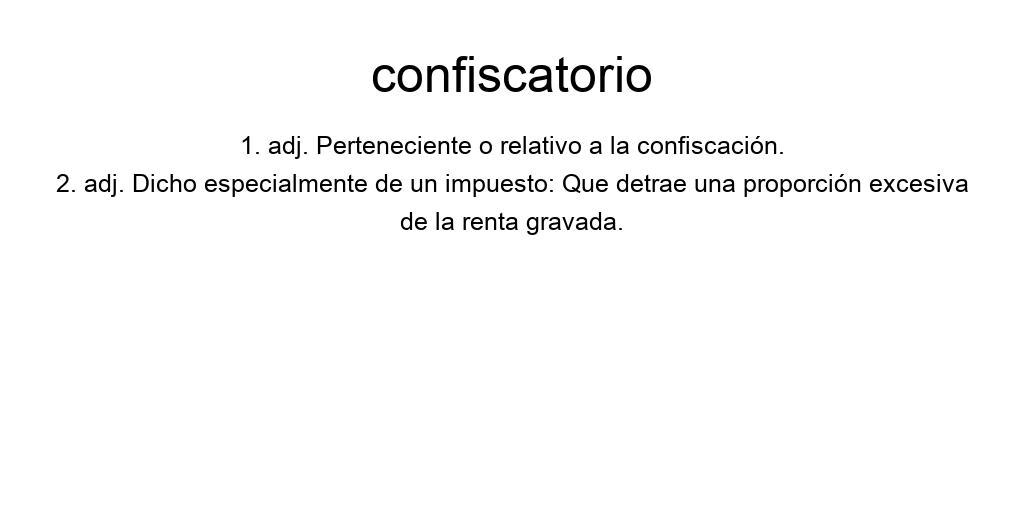 confiscatorio
1. adj. Perteneciente o relativo a la confiscación.
2. adj. Dicho especialmente de un impuesto: Que detrae una proporción excesiva
de la renta gravada.